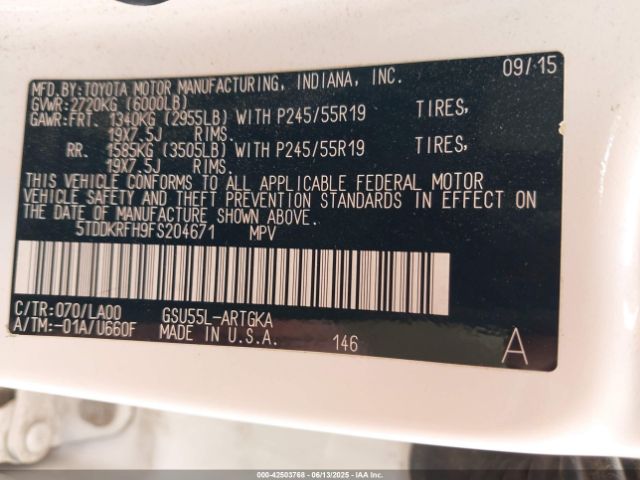 MFD.BY:TOYOTA MOTOR MANUFACTURING, INDIANA, INC. 09/15
GVWR:2720KG (6000LB)
GAWR:FRT. 1340KG (2955LB) WITH P245/55R19 TIRES,
19X7.5J RIMS.
RR. 1585KG (3505LB) WITH P245/55R19 TIRES,
19X7.5J RIMS.
THIS VEHICLE CONFORMS TO ALL APPLICABLE FEDERAL MOTOR
VEHICLE SAFETY AND THEFT PREVENTION STANDARDS IN EFFECT ON
THE DATE OF MANUFACTURE SHOWN ABOVE.
5TDDKRFH9FS204671 MPV
C/TR:070/LA00 GSU55L-ARTGKA
A/TM:-01A/U660F MADE IN U.S.A. 146 A
000-42503768 - 06/13/2025 - IAA Inc.